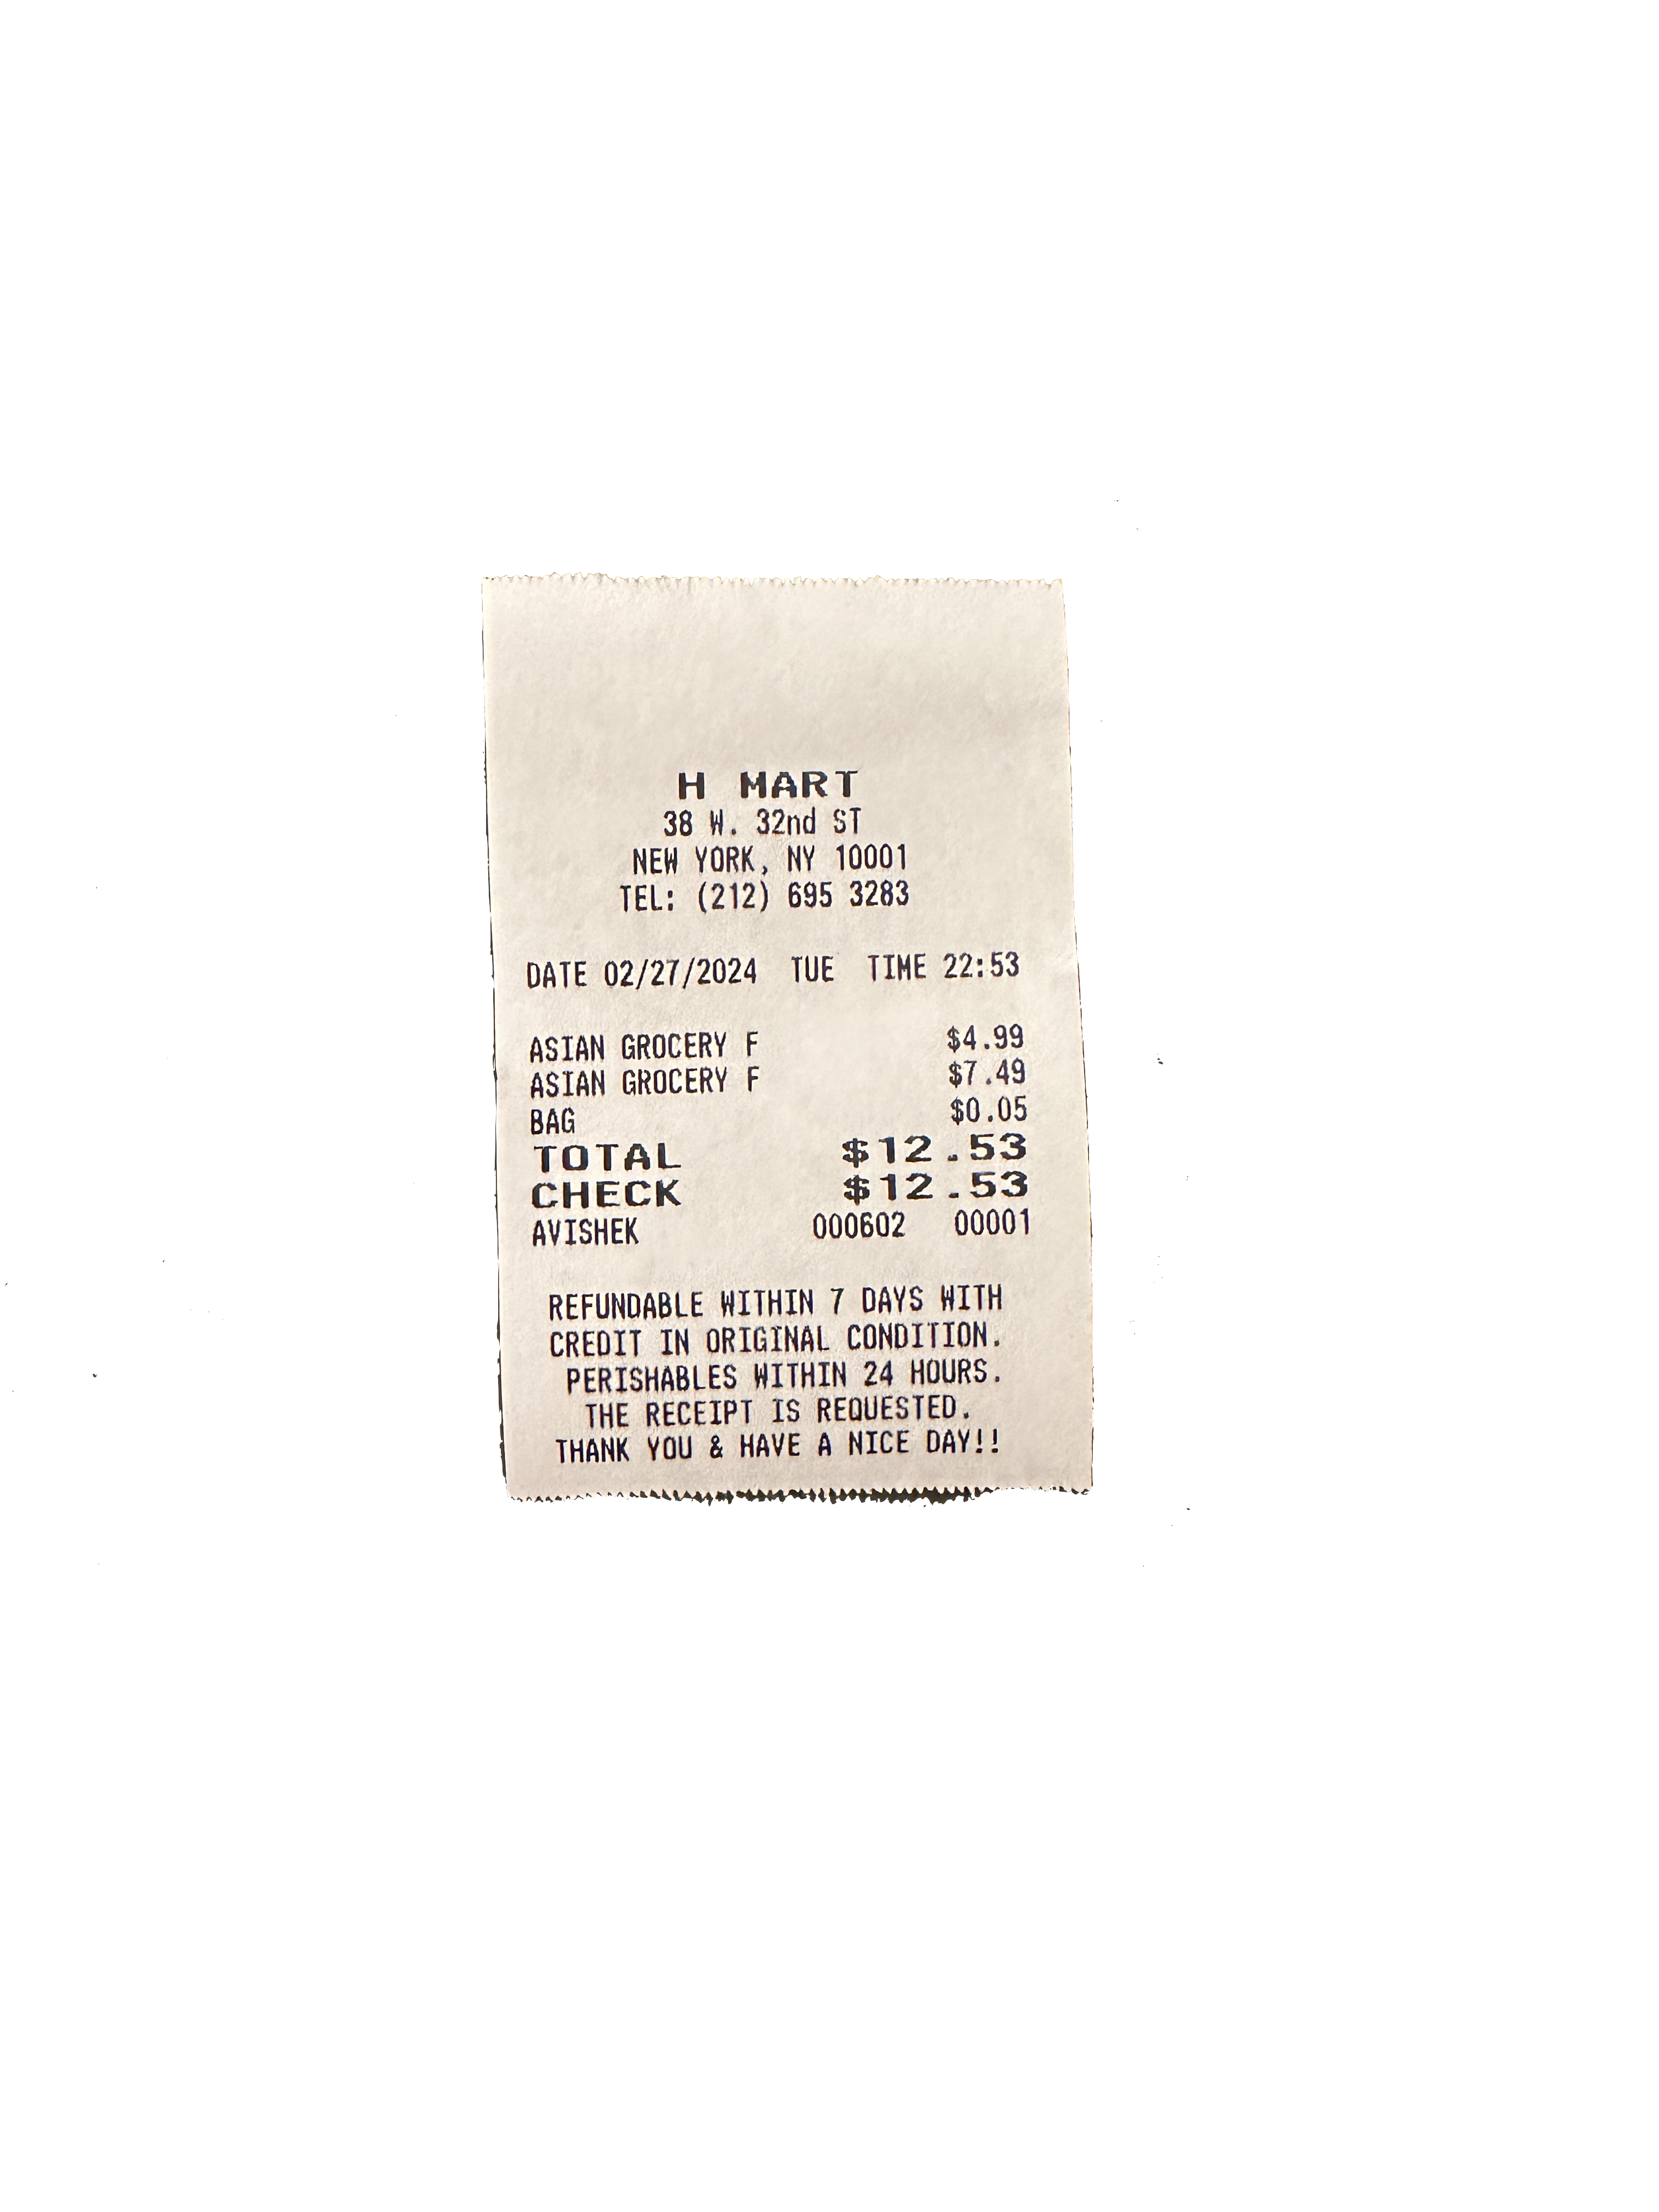 H MART
38 W. 32nd ST
NEW YORK, NY 10001
TEL: (212) 695 3283
DATE 02/27/2024 TUE TIME 22:53
ASIAN GROCERY F $4.99
ASIAN GROCERY F $7.49
BAG $0.05
TOTAL $12.53
CHECK $12.53
AVISHEK 000602 00001
REFUNDABLE WITHIN 7 DAYS WITH
CREDIT IN ORIGINAL CONDITION.
PERISHABLES WITHIN 24 HOURS.
THE RECEIPT IS REQUESTED.
THANK YOU & HAVE A NICE DAY!!